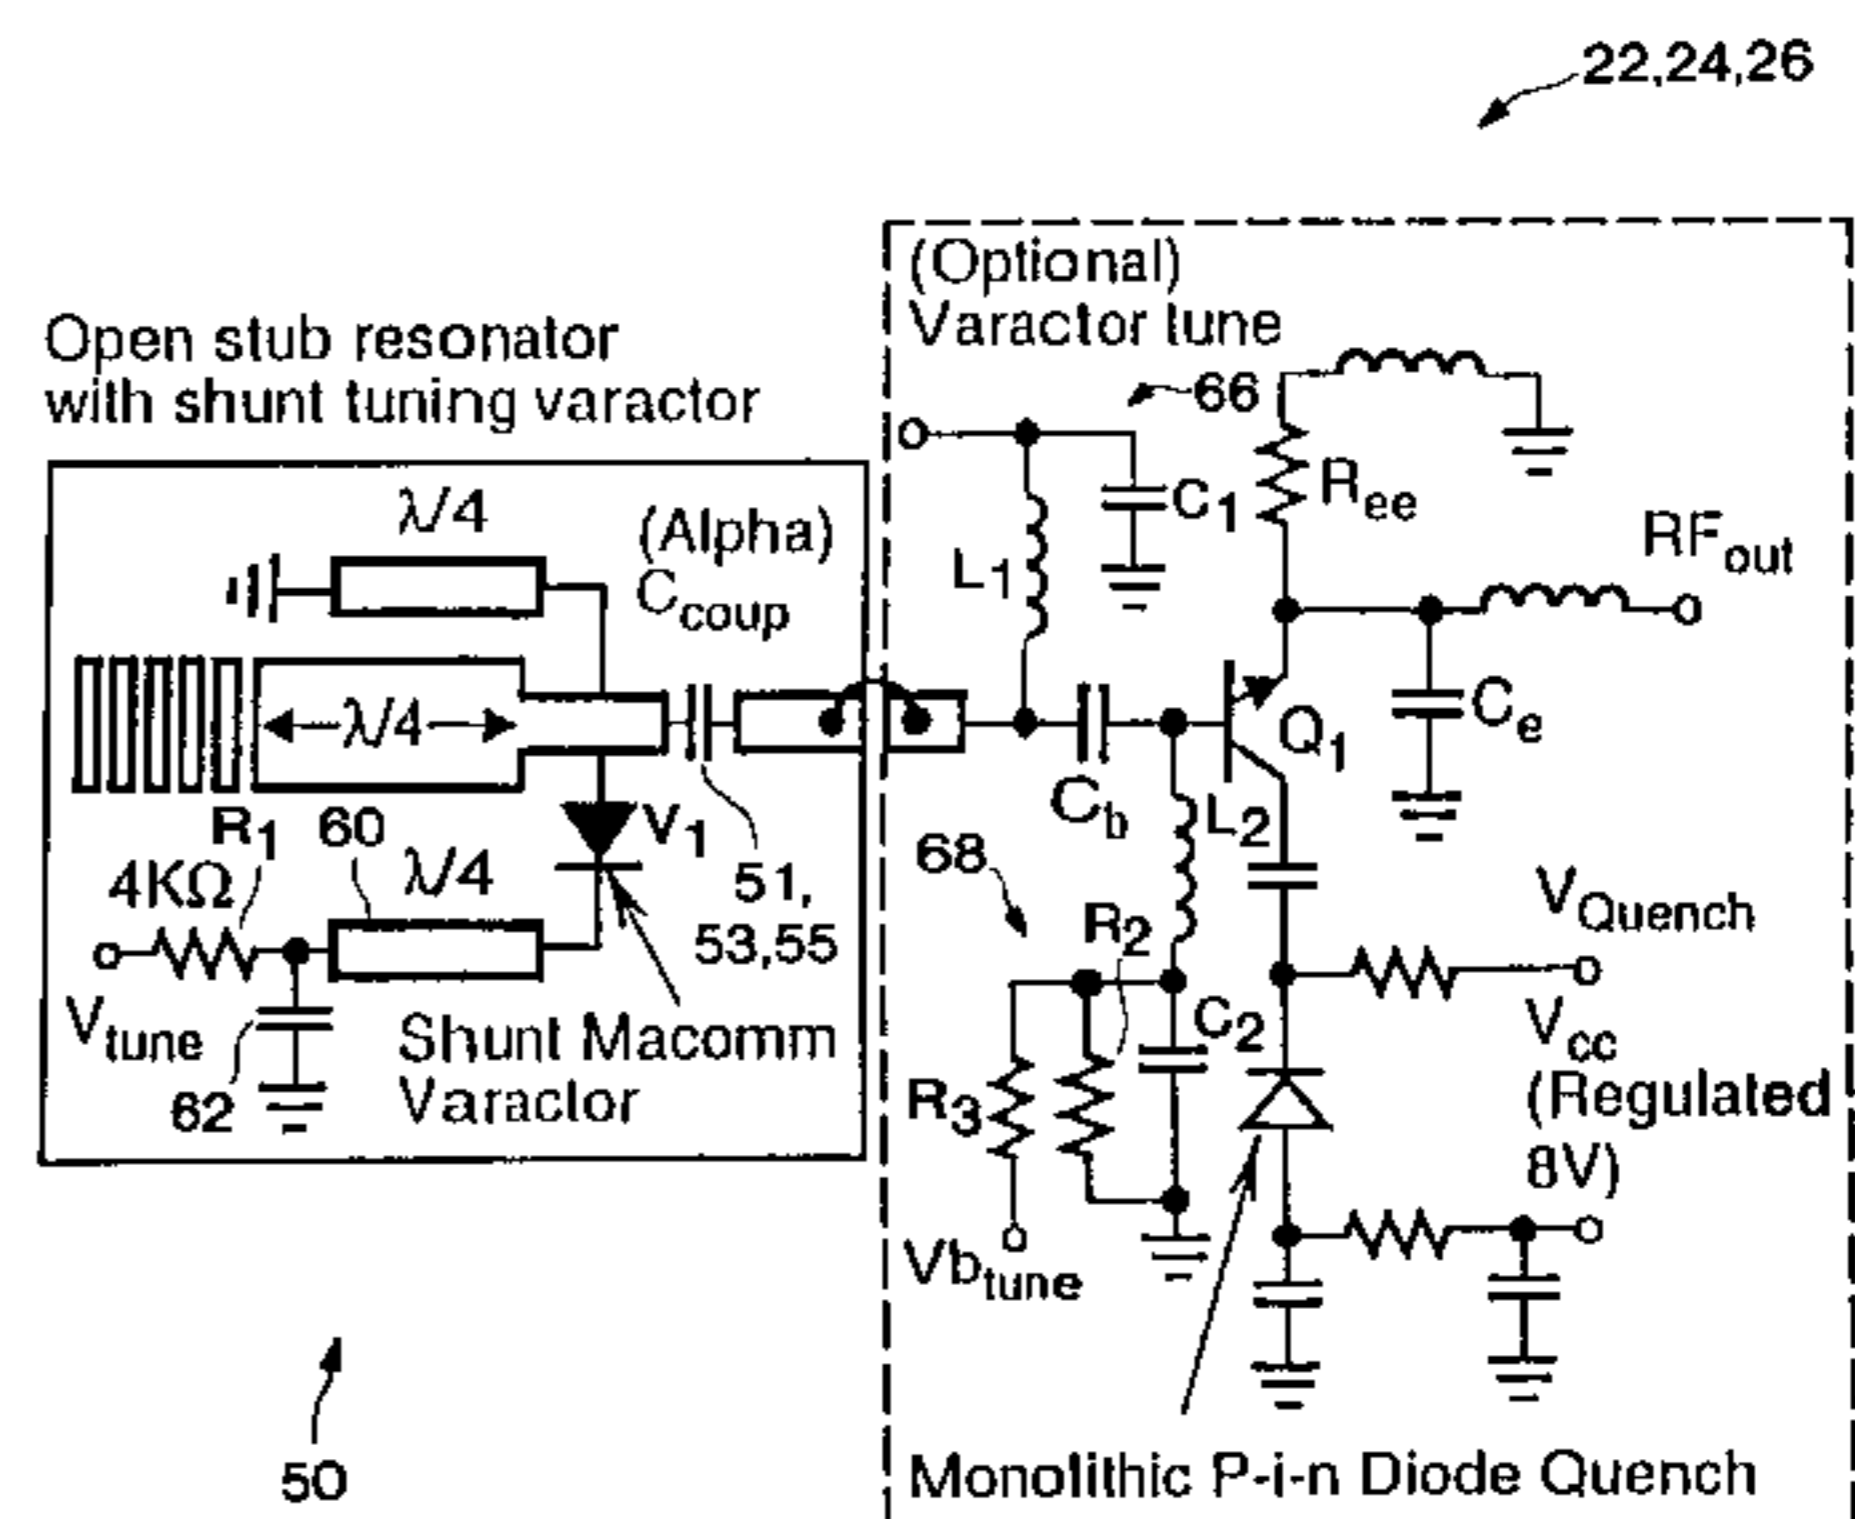 22,24,26
(Optional)
Varactor tune
Open stub resonator
with shunt tuning varactor
66
λ/4
(Alpha)
Ccoup
C1
Ree
L1
RFout
λ/4
Q1
Ce
Cb
L2
R1
60
V1
4KΩ
λ/4
51,
53,55
68
R2
VQuench
Vtune
62
Shunt Macomm
Varactor
C2
R3
Vcc
(Regulated
8V)
Vbtune
50
Monolithic P-i-n Diode Quench